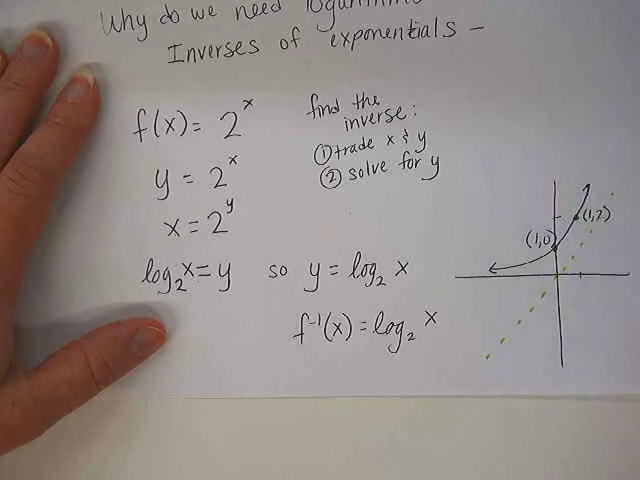 Why do we need logarithms
Inverses of exponentials –
f(x) = 2^x
y = 2^x
x = 2^y
log₂x = y so y = log₂ x
f⁻¹(x) = log₂ x
find the
inverse:
① trade x & y
② solve for y
(1,0)
(1,2)